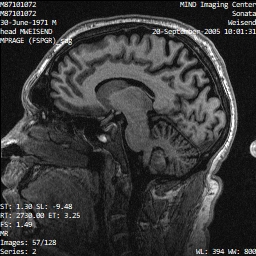 M87101072
M87101072
30-June-1971 M
head MWEISEND
MPRAGE (FSPGR)_sag
MIND Imaging Center
Sonata
Weisend
20-September-2005 10:01:31
ST: 1.30 SL: -9.48
RT: 2730.00 ET: 3.25
FS: 1.49
MR
Images: 57/128
Series: 2
WL: 394 WW: 800